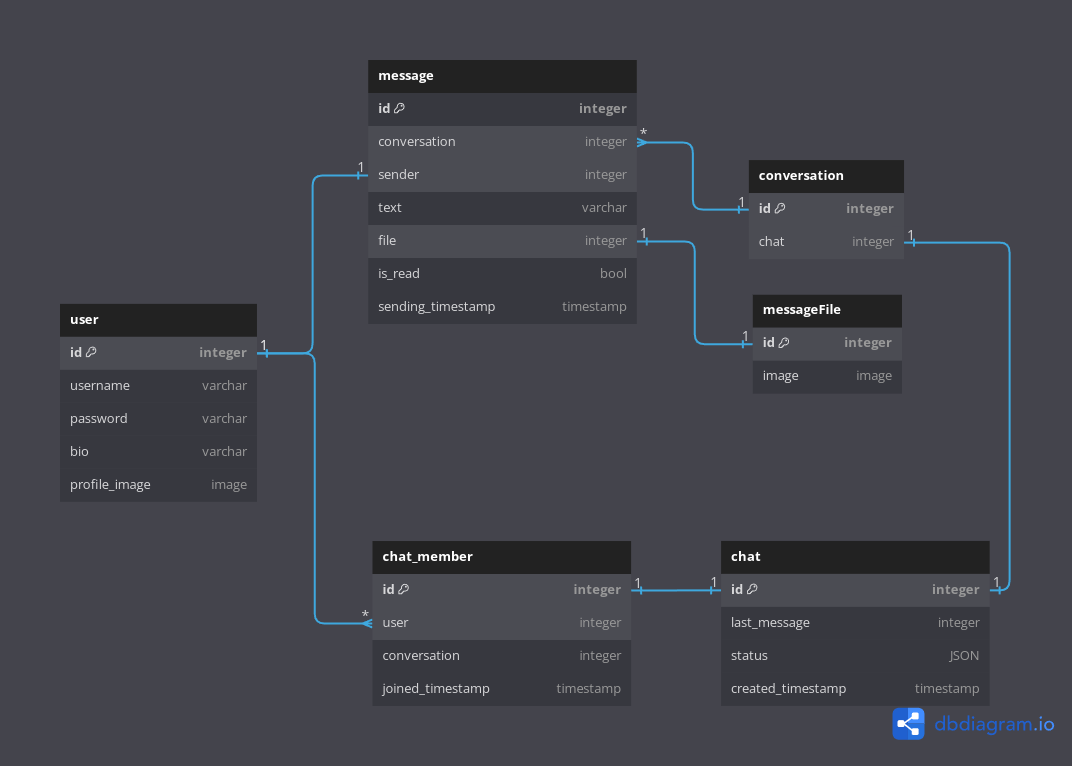 message
id integer
conversation integer
sender integer
text varchar
file integer
is_read bool
sending_timestamp timestamp
* 1
1 1
conversation
id integer
chat integer
1
messageFile
id integer
image image
1
1
user
id integer
username varchar
password varchar
bio varchar
profile_image image
1
*
chat_member
id integer
user integer
conversation integer
joined_timestamp timestamp
1 1
chat
id integer
last_message integer
status JSON
created_timestamp timestamp
1
dbdiagram.io